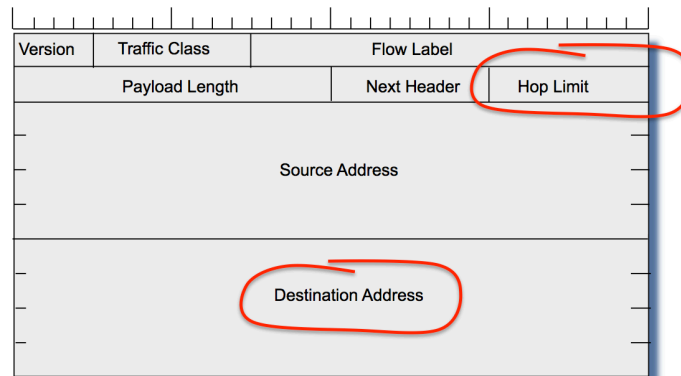 Version Traffic Class Flow Label
Payload Length Next Header Hop Limit
Source Address
Destination Address